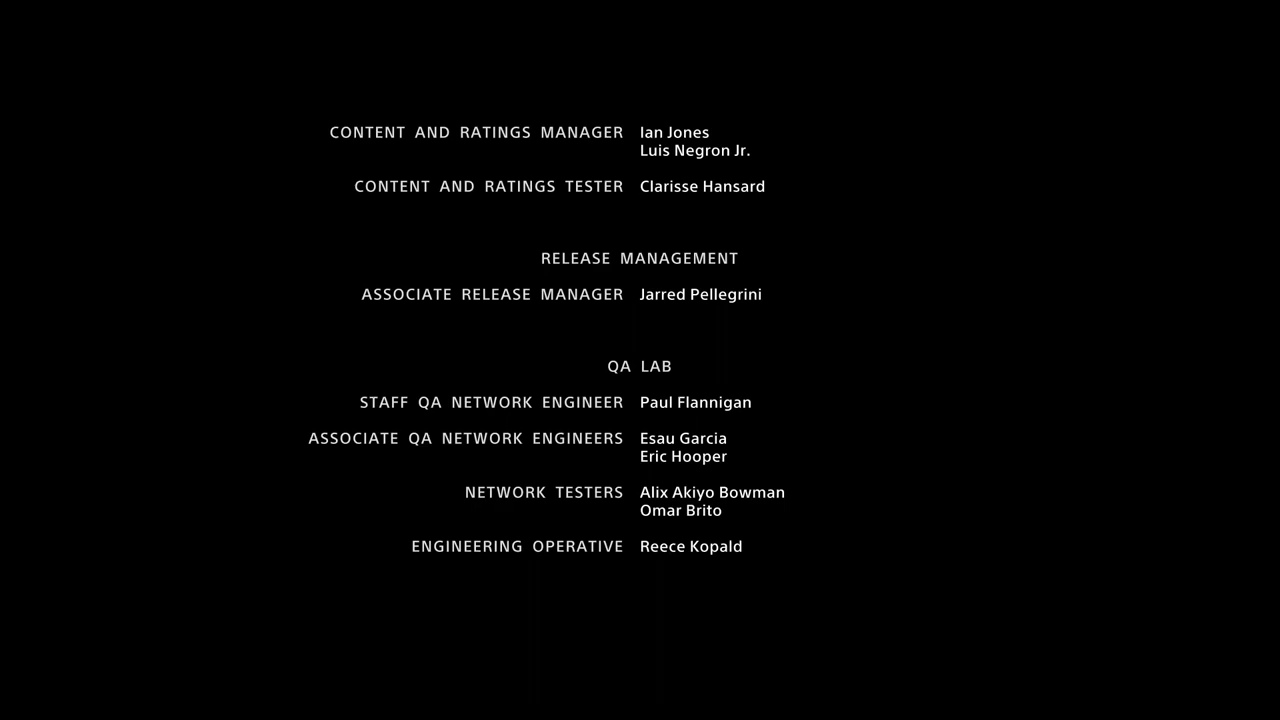 CONTENT AND RATINGS MANAGER Ian Jones
Luis Negron Jr.
CONTENT AND RATINGS TESTER Clarisse Hansard
RELEASE MANAGEMENT
ASSOCIATE RELEASE MANAGER Jarred Pellegrini
QA LAB
STAFF QA NETWORK ENGINEER Paul Flannigan
ASSOCIATE QA NETWORK ENGINEERS Esau Garcia
Eric Hooper
NETWORK TESTERS Alix Akiyo Bowman
Omar Brito
ENGINEERING OPERATIVE Reece Kopald